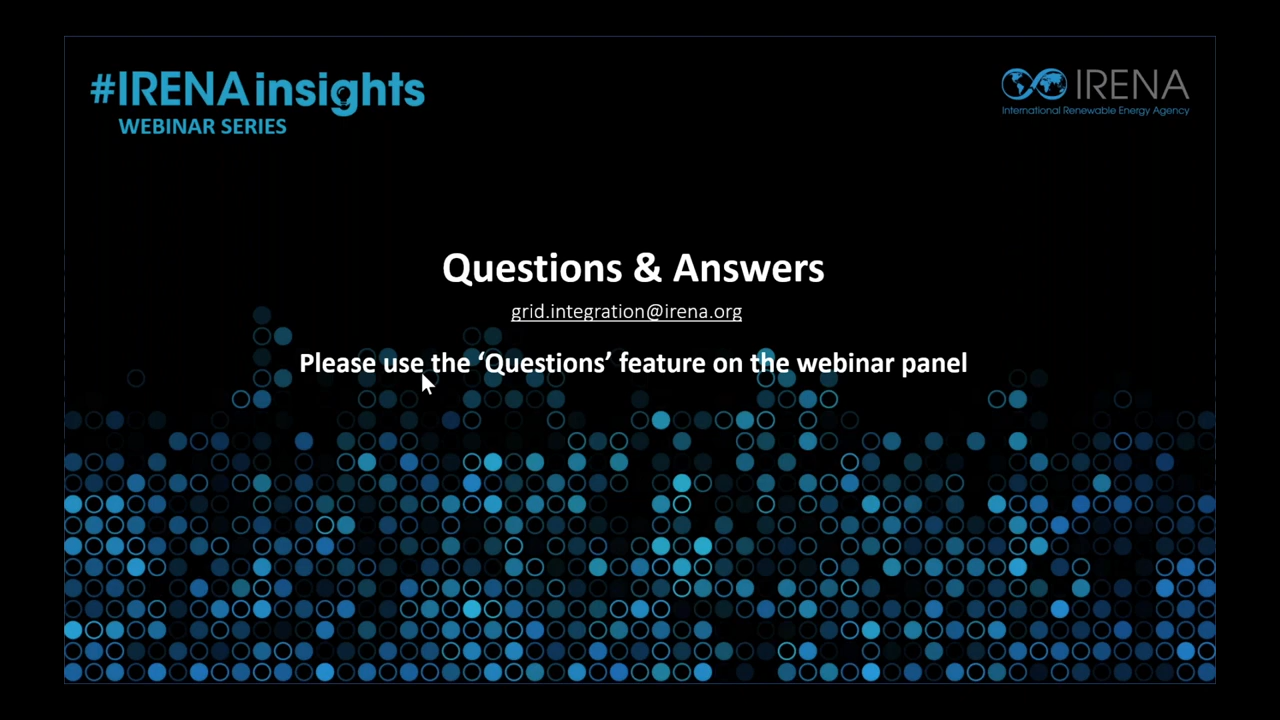 #IRENAinsights
WEBINAR SERIES
IRENA
International Renewable Energy Agency
Questions & Answers
grid.integration@irena.org
Please use the ‘Questions’ feature on the webinar panel